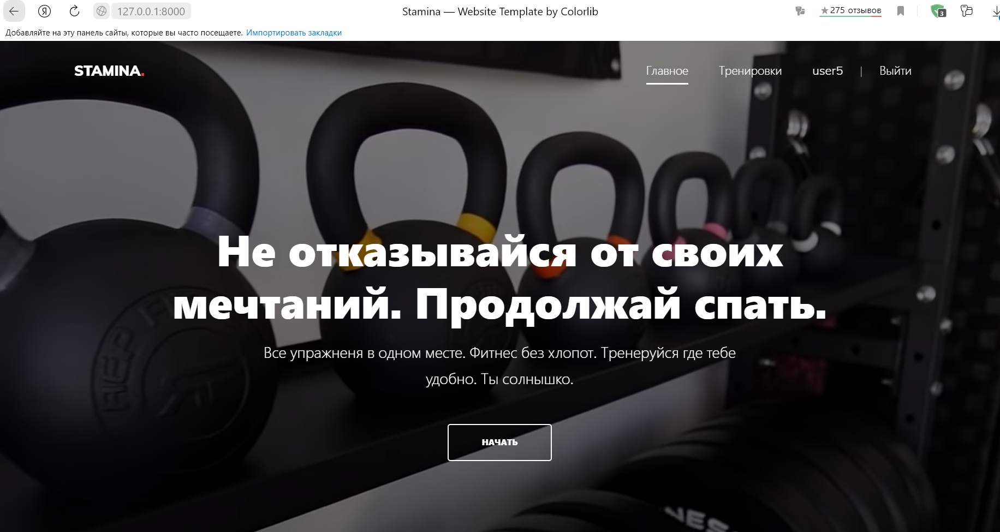 127.0.0.1:8000
Stamina — Website Template by Colorlib
★275 отзывов
3
Добавляйте на эту панель сайты, которые вы часто посещаете. Импортировать закладки
STAMINA.
Главное Тренировки user5 | Выйти
Не отказывайся от своих
мечтаний. Продолжай спать.
Все упражненя в одном месте. Фитнес без хлопот. Тренеруйся где тебе
удобно. Ты солнышко.
НАЧАТЬ
REP